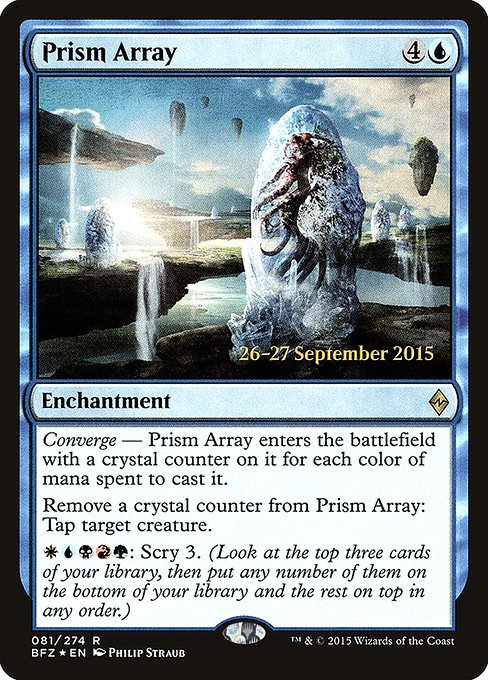 Prism Array 4
26–27 September 2015
Enchantment
Converge — Prism Array enters the battlefield
with a crystal counter on it for each color of
mana spent to cast it.
Remove a crystal counter from Prism Array:
Tap target creature.
: Scry 3. (Look at the top three cards
of your library, then put any number of them on
the bottom of your library and the rest on top in
any order.)
081/274 R
BFZ ★ EN Philip Straub
™ & © 2015 Wizards of the Coast